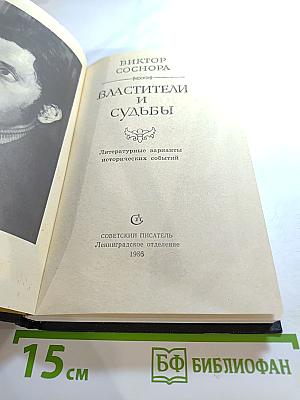 ВИКТОР
СОСНОРА
ВЛАСТИТЕЛИ
И
СУДЬБЫ
Литературные варианты
исторических событий
СОВЕТСКИЙ ПИСАТЕЛЬ
Ленинградское отделение
1986
15 см
БФ БИБЛИОФАН